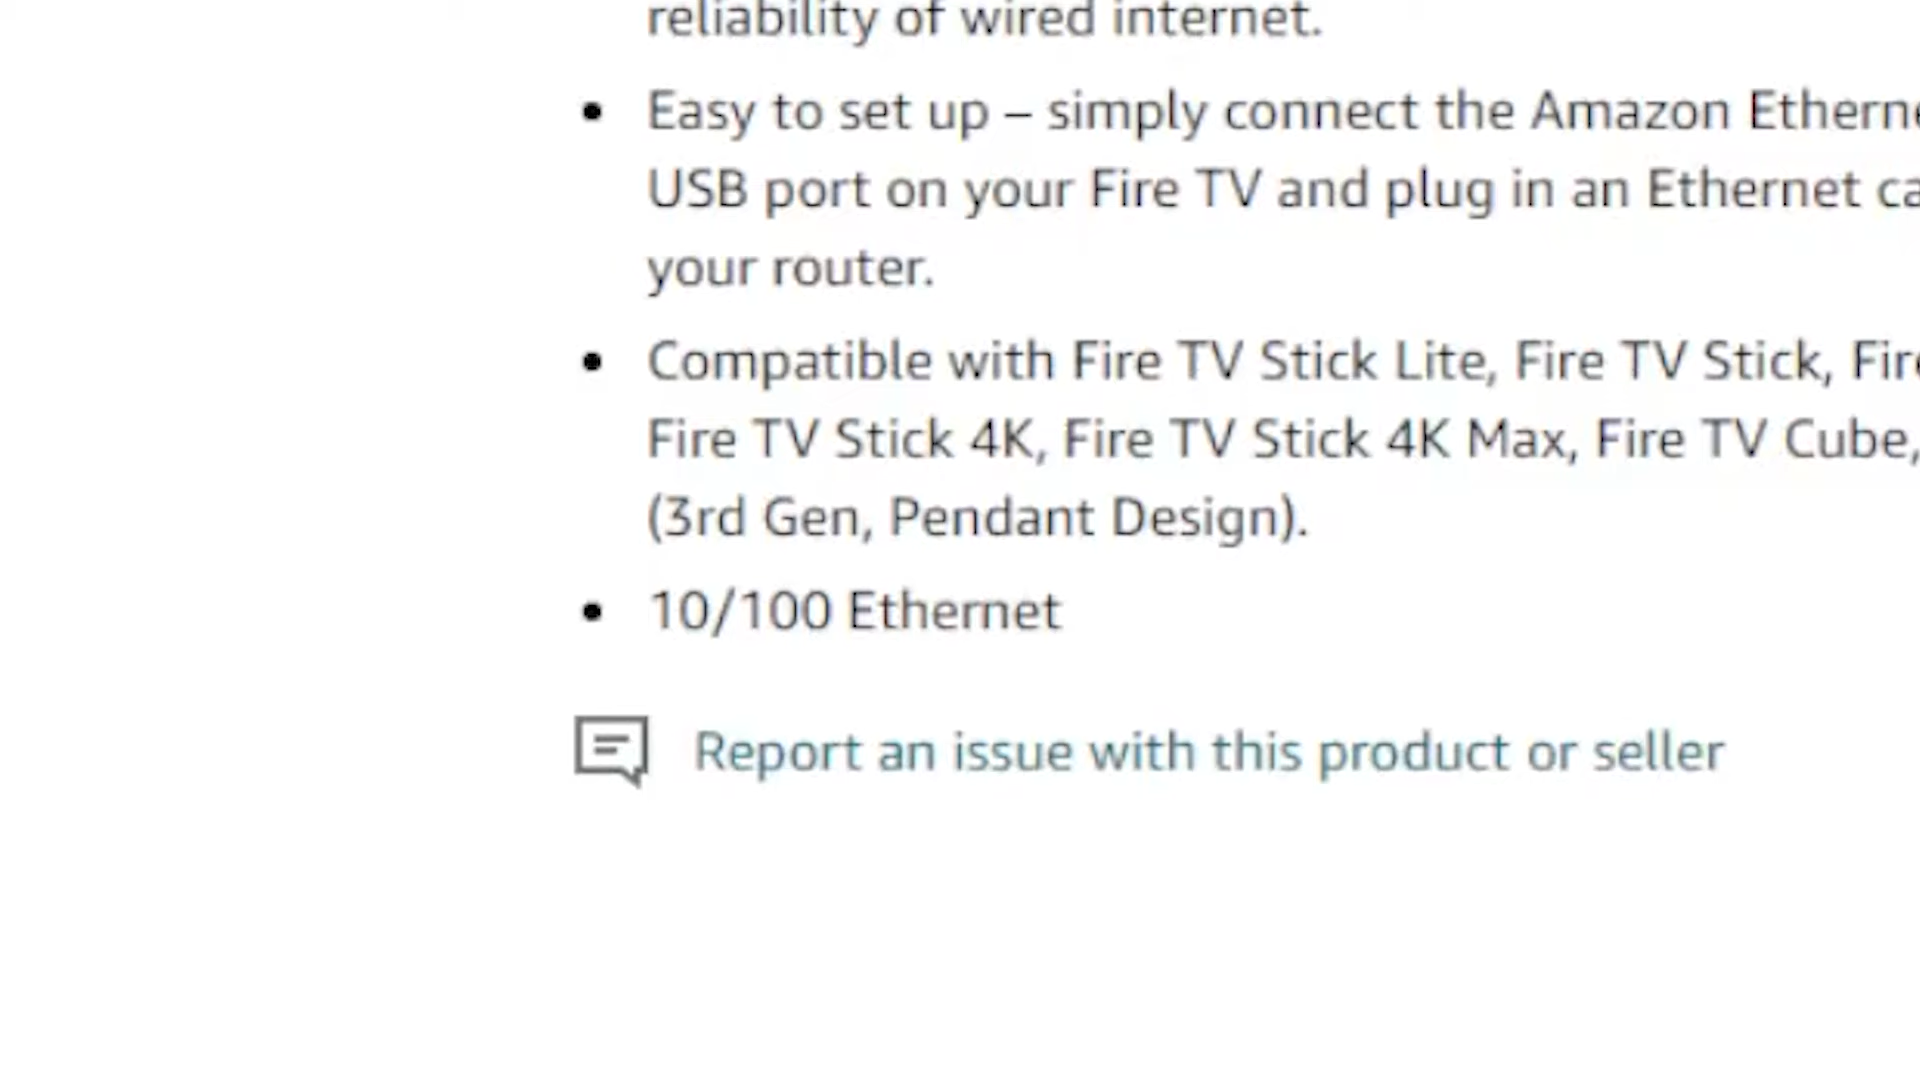 reliability of wired internet.
• Easy to set up – simply connect the Amazon
USB port on your Fire TV and plug in an Ethernet
your router.
• Compatible with Fire TV Stick Lite, Fire TV Stick,
Fire TV Stick 4K, Fire TV Stick 4K Max, Fire TV Cube,
(3rd Gen, Pendant Design).
• 10/100 Ethernet
Report an issue with this product or seller